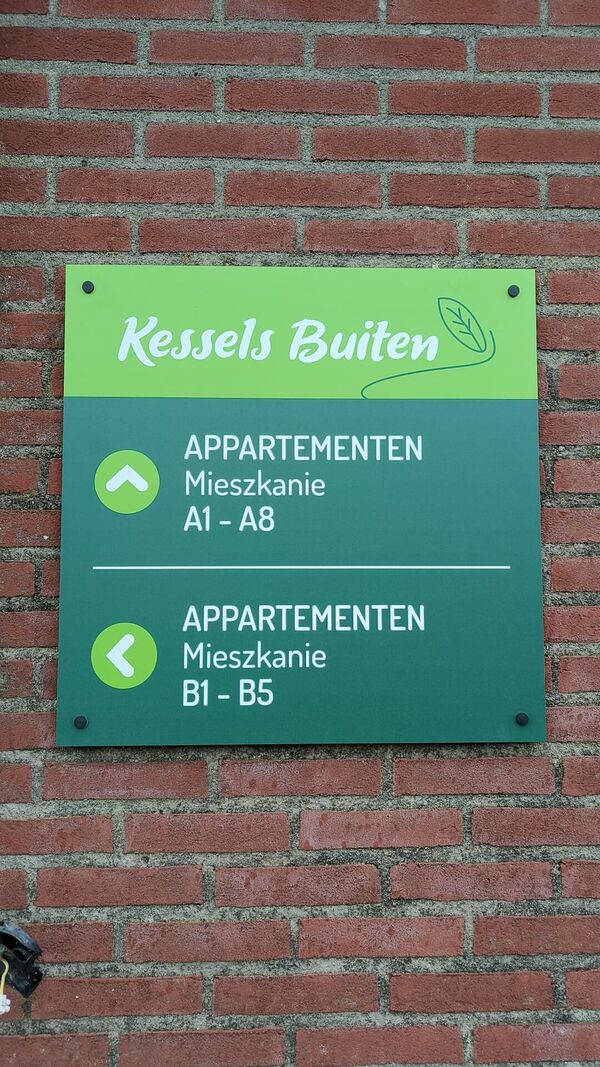 Kessels Buiten
APPARTEMENTEN
Mieszkanie
A1 - A8
APPARTEMENTEN
Mieszkanie
B1 - B5